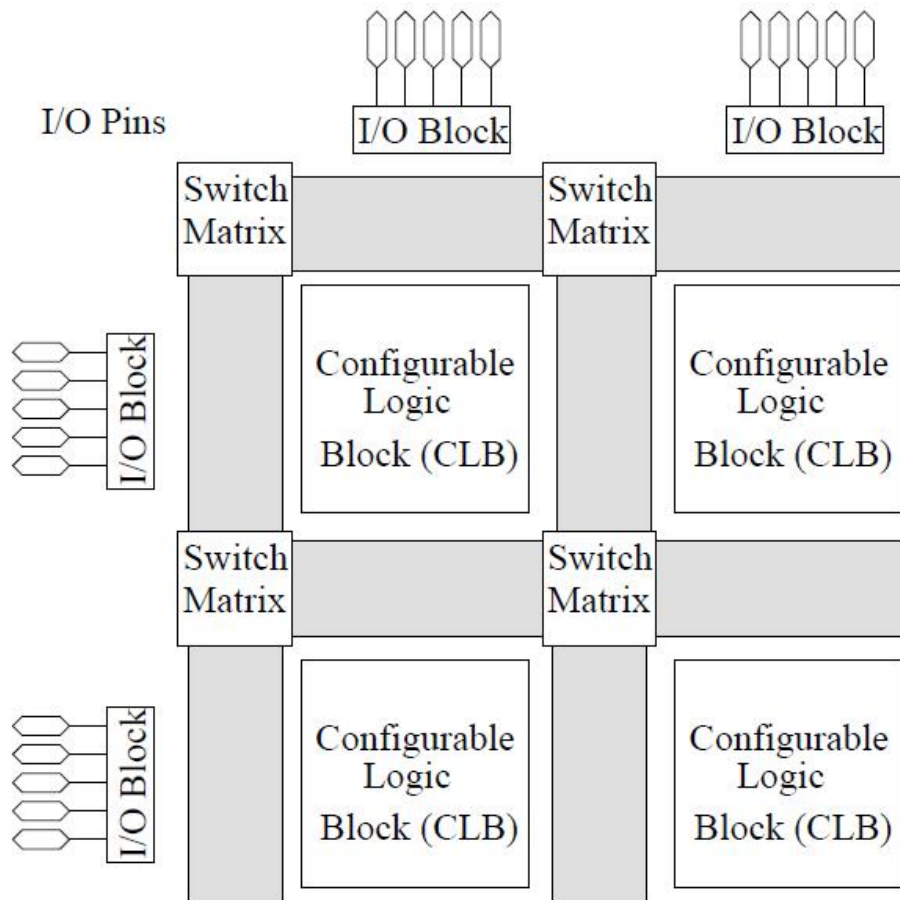 I/O Pins
I/O Block
I/O Block
Switch
Matrix
Switch
Matrix
I/O Block
Configurable
Logic
Block (CLB)
Configurable
Logic
Block (CLB)
Switch
Matrix
Switch
Matrix
I/O Block
Configurable
Logic
Block (CLB)
Configurable
Logic
Block (CLB)